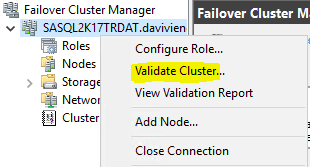 Failover Cluster Manager
SASQL2K17TRDAT.davivien
Roles
Nodes
Storage
Networ
Cluster
Failover Cluster Man
Configure Role...
Validate Cluster...
View Validation Report
Add Node...
Close Connection